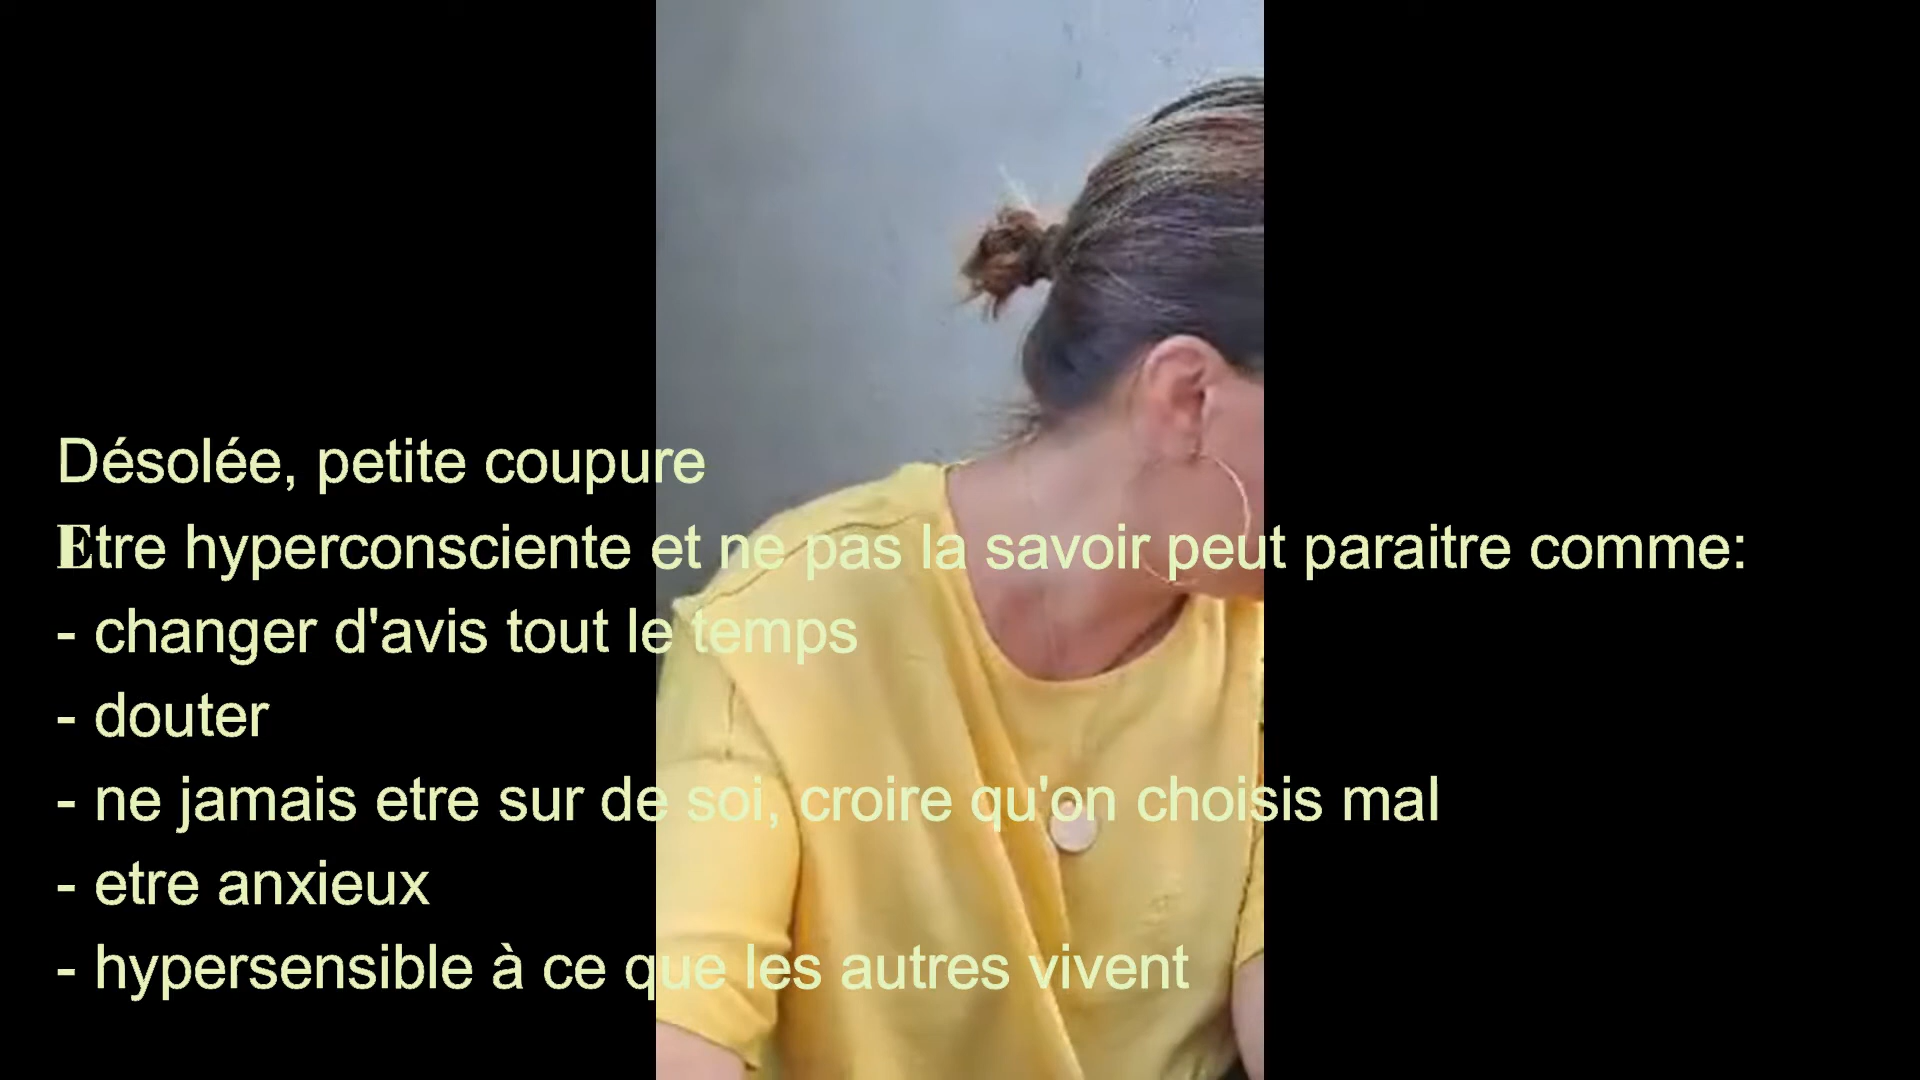 Désolée, petite coupure
Etre hyperconsciente et ne pas la savoir peut paraitre comme:
- changer d'avis tout le temps
- douter
- ne jamais etre sur de soi, croire qu'on choisis mal
- etre anxieux
- hypersensible à ce que les autres vivent